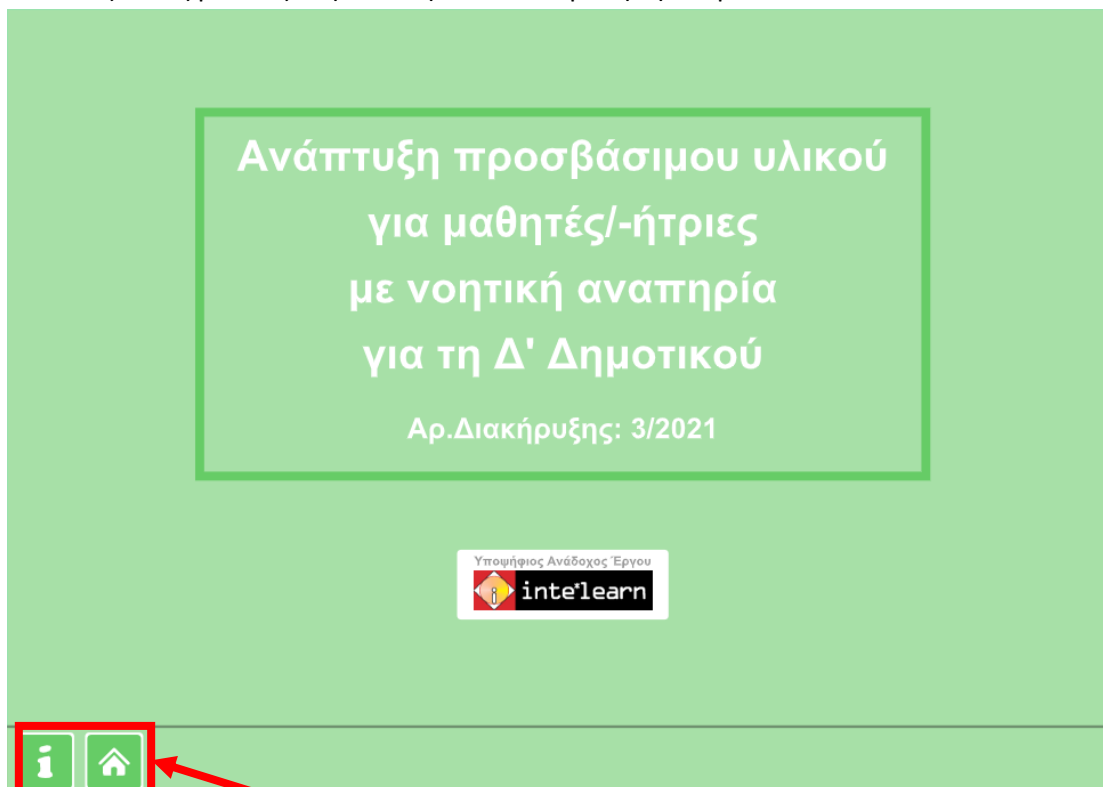 Ανάπτυξη προσβάσιμου υλικού
για μαθητές/-ήτριες
με νοητική αναπηρία
για τη Δ' Δημοτικού
Αρ.Διακήρυξης: 3/2021
Υποψήφιος Ανάδοχος Έργου
inte*learn